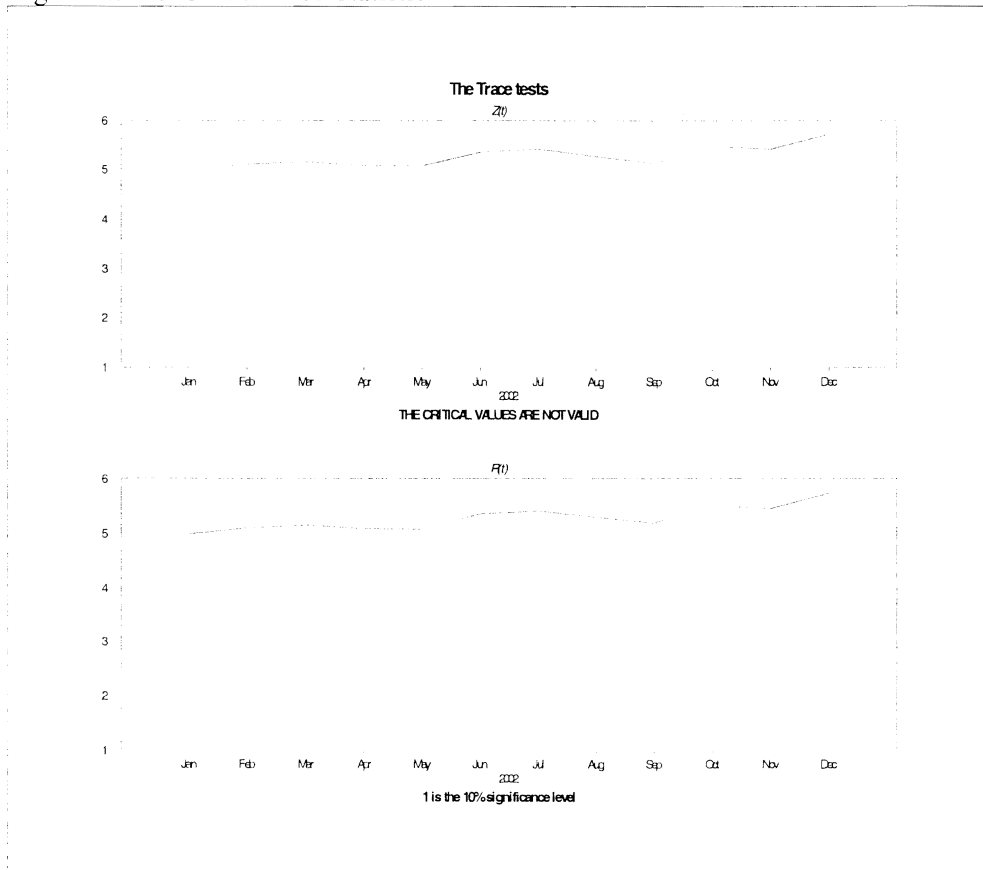 The Trace tests
Z(t)
6
5
4
3
2
1
Jan Feb Mar Apr May Jun Jul Aug Sep Oct Nov Dec
2002
THE CRITICAL VALUES ARE NOT VALID
R(t)
6
5
4
3
2
1
Jan Feb Mar Apr May Jun Jul Aug Sep Oct Nov Dec
2002
1 is the 10% significance level